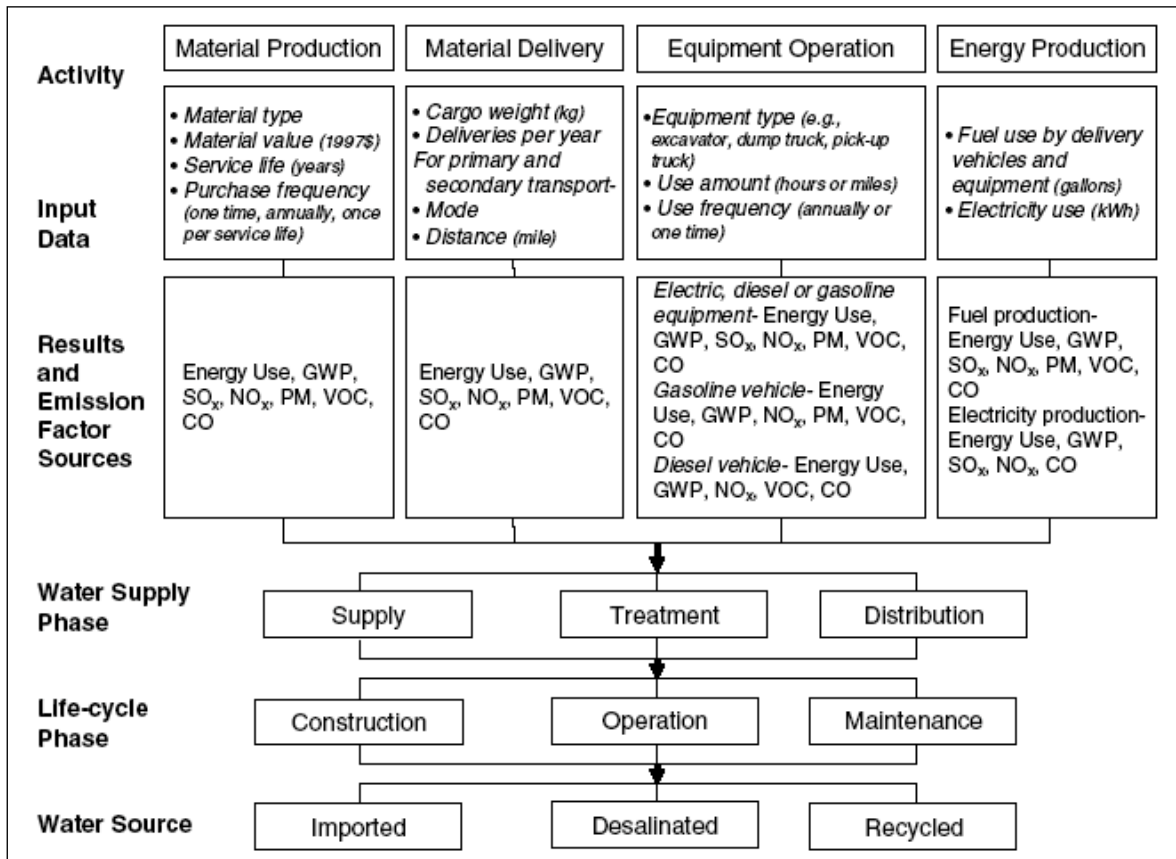 Activity
Material Production
Material Delivery
Equipment Operation
Energy Production
Input
Data
• Material type
• Material value (1997$)
• Service life (years)
• Purchase frequency
(one time, annually, once
per service life)
• Cargo weight (kg)
• Deliveries per year
For primary and
secondary transport-
• Mode
• Distance (mile)
•Equipment type (e.g.,
excavator, dump truck, pick-up
truck)
• Use amount (hours or miles)
• Use frequency (annually or
one time)
• Fuel use by delivery
vehicles and
equipment (gallons)
• Electricity use (kWh)
Results
and
Emission
Factor
Sources
Energy Use, GWP,
SOx, NOx, PM, VOC,
CO
Energy Use, GWP,
SOx, NOx, PM, VOC,
CO
Electric, diesel or gasoline
equipment- Energy Use,
GWP, SOx, NOx, PM, VOC,
CO
Gasoline vehicle- Energy
Use, GWP, NOx, PM, VOC,
CO
Diesel vehicle- Energy Use,
GWP, NOx, VOC, CO
Fuel production-
Energy Use, GWP,
SOx, NOx, PM, VOC,
CO
Electricity production-
Energy Use, GWP,
SOx, NOx, CO
Water Supply
Phase
Supply
Treatment
Distribution
Life-cycle
Phase
Construction
Operation
Maintenance
Water Source
Imported
Desalinated
Recycled